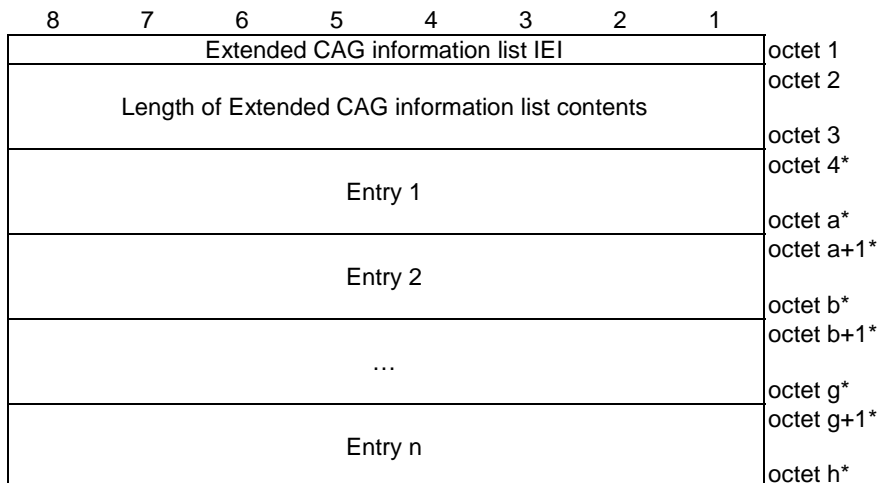 8 7 6 5 4 3 2 1
Extended CAG information list IEI octet 1
octet 2
Length of Extended CAG information list contents
octet 3
octet 4*
Entry 1
octet a*
octet a+1*
Entry 2
octet b*
octet b+1*
…
octet g*
octet g+1*
Entry n
octet h*